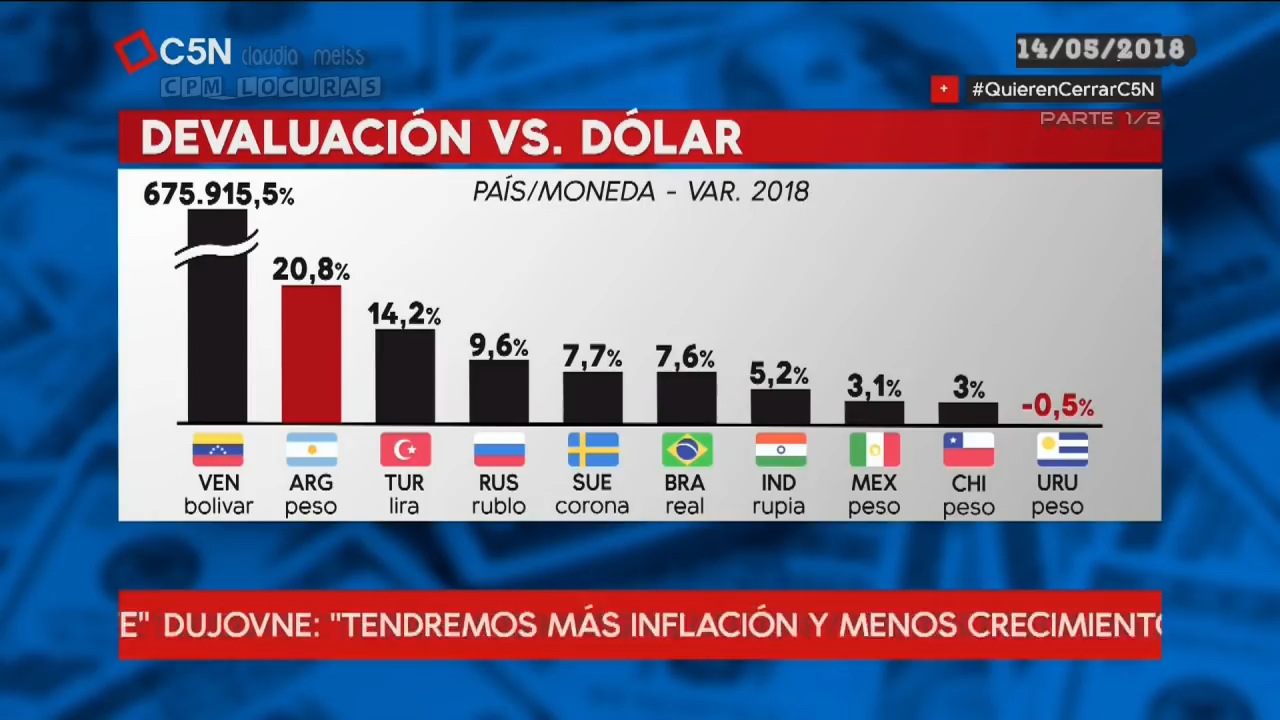 C5N claudia meiss
CPM LOCURAS
14/05/2018
+ #QuierenCerrarC5N
PARTE 1/2
DEVALUACIÓN VS. DÓLAR
PAÍS/MONEDA - VAR. 2018
675.915,5%
20,8%
14,2%
9,6%
7,7%
7,6%
5,2%
3,1%
3%
-0,5%
VEN ARG TUR RUS SUE BRA IND MEX CHI URU
bolivar peso lira rublo corona real rupia peso peso peso
E" DUJOVNE: "TENDREMOS MÁS INFLACIÓN Y MENOS CRECIMIENTO